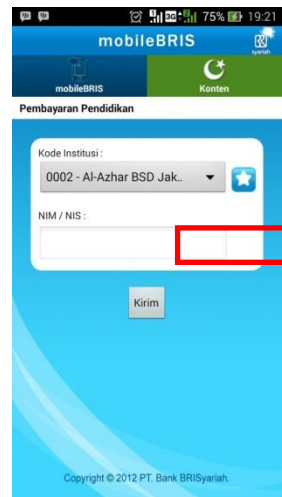 3G 75% 19:21
mobileBRIS
syariah
mobileBRIS
Konten
Pembayaran Pendidikan
Kode Institusi :
0002 - Al-Azhar BSD Jak..
NIM / NIS :
Kirim
Copyright © 2012 PT. Bank BRISyariah.